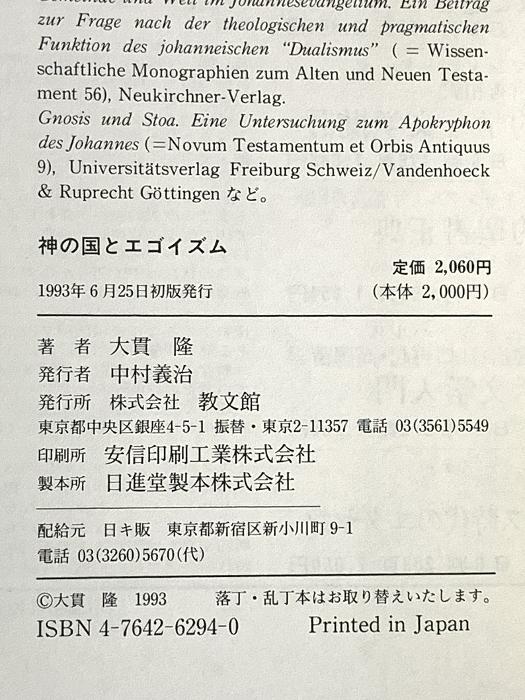 Gemeinde und Welt im Johannesevangelium. Ein Beitrag
zur Frage nach der theologischen und pragmatischen
Funktion des johanneischen “Dualismus” ( = Wissen-
schaftliche Monographien zum Alten und Neuen Testa-
ment 56), Neukirchner-Verlag.
Gnosis und Stoa. Eine Untersuchung zum Apokryphon
des Johannes (=Novum Testamentum et Orbis Antiquus
9), Universitätsverlag Freiburg Schweiz/Vandenhoeck
& Ruprecht Göttingen など。
神の国とエゴイズム
定価 2,060円
1993年6月25日初版発行 (本体 2,000円)
著 者 大貫 隆
発行者 中村義治
発行所 株式会社 教文館
東京都中央区銀座4-5-1 振替・東京2-11357 電話 03(3561)5549
印刷所 安信印刷工業株式会社
製本所 日進堂製本株式会社
配給元 日キ販 東京都新宿区新小川町9-1
電話 03(3260)5670(代)
©大貫 隆 1993 落丁・乱丁本はお取り替えいたします。
ISBN 4-7642-6294-0 Printed in Japan